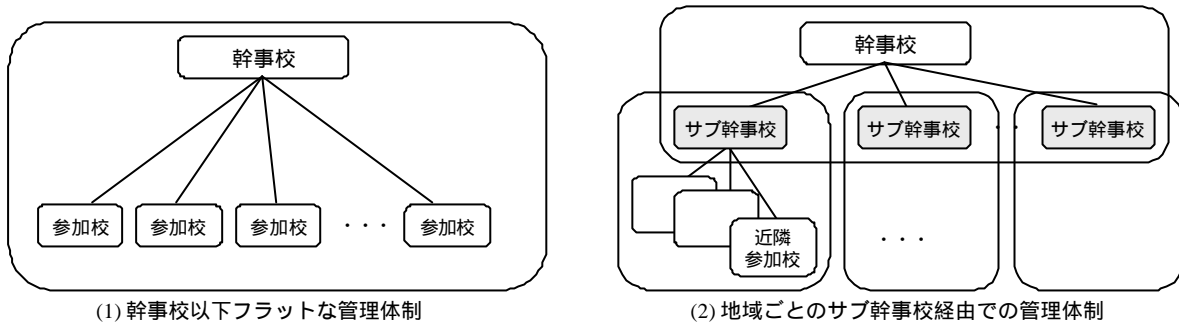 幹事校
参加校 参加校 参加校 ・・・ 参加校
(1) 幹事校以下フラットな管理体制
幹事校
サブ幹事校 サブ幹事校 ・・ サブ幹事校
近隣
参加校
・・・
(2) 地域ごとのサブ幹事校経由での管理体制